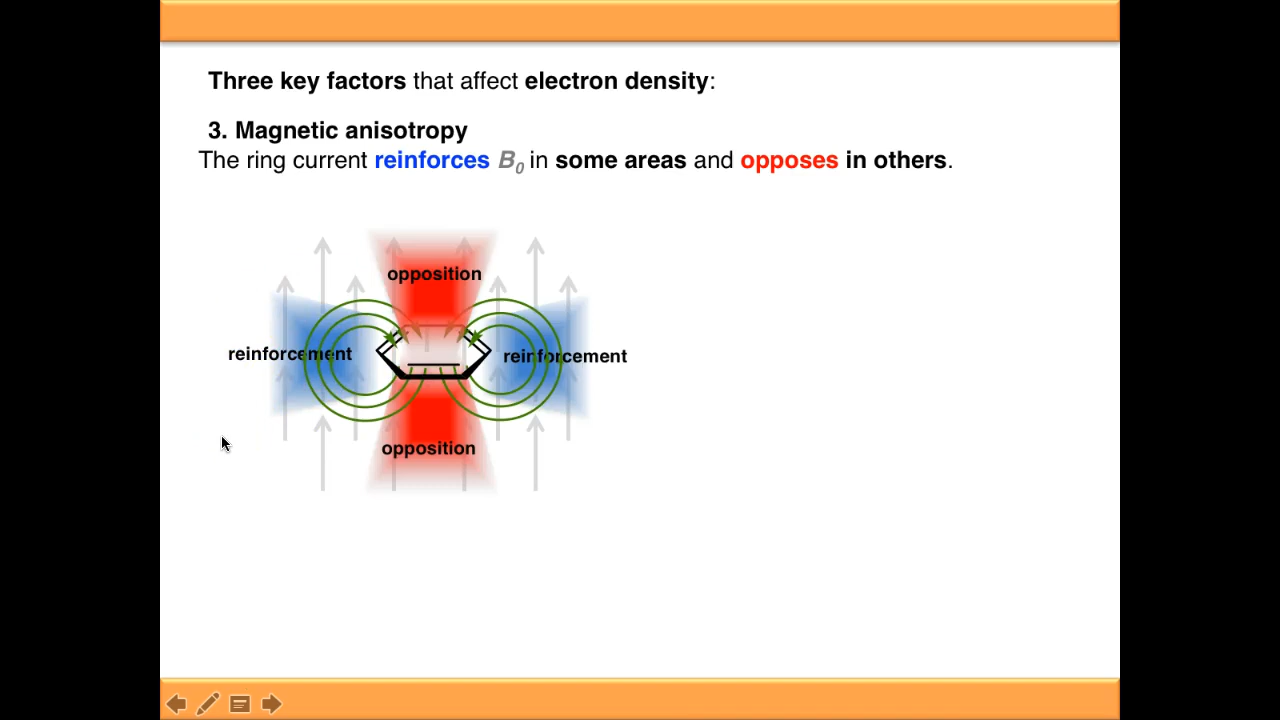 Three key factors that affect electron density:
3. Magnetic anisotropy
The ring current reinforces B0 in some areas and opposes in others.
opposition
reinforcement
reinforcement
opposition